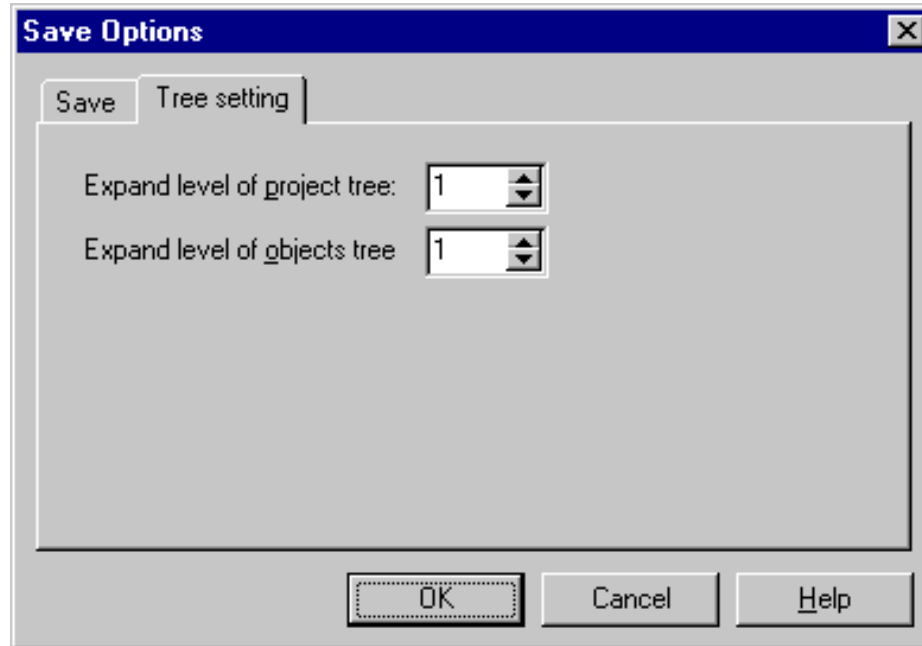 Save Options
Save
Tree setting
Expand level of project tree: 1
Expand level of objects tree 1
OK Cancel Help